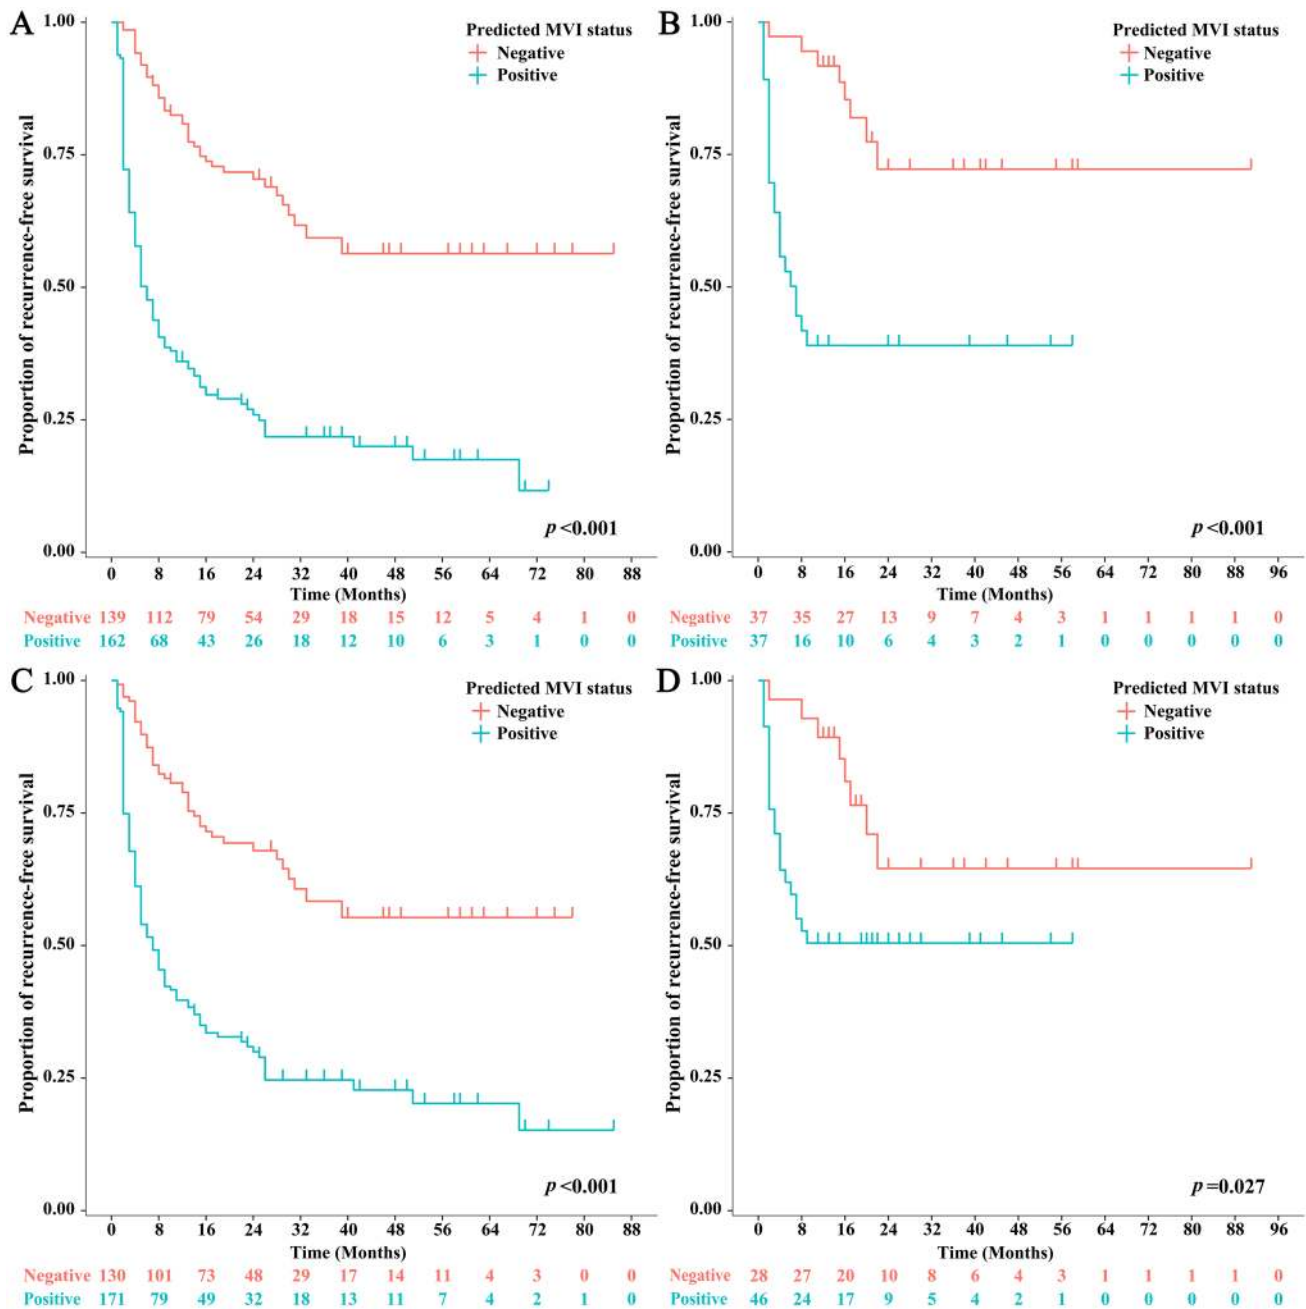 A
Predicted MVI status
Negative
Positive
Proportion of recurrence-free survival
1.00
0.75
0.50
0.25
0.00
p<0.001
0 8 16 24 32 40 48 56 64 72 80 88
Time (Months)
Negative 139 112 79 54 29 18 15 12 5 4 1 0
Positive 162 68 43 26 18 12 10 6 3 1 0 0
B
Predicted MVI status
Negative
Positive
Proportion of recurrence-free survival
1.00
0.75
0.50
0.25
0.00
p<0.001
0 8 16 24 32 40 48 56 64 72 80 88 96
Time (Months)
Negative 37 35 27 13 9 7 4 3 1 1 1 1 0
Positive 37 16 10 6 4 3 2 1 0 0 0 0 0
C
Predicted MVI status
Negative
Positive
Proportion of recurrence-free survival
1.00
0.75
0.50
0.25
0.00
p<0.001
0 8 16 24 32 40 48 56 64 72 80 88
Time (Months)
Negative 130 101 73 48 29 17 14 11 4 3 0 0
Positive 171 79 49 32 18 13 11 7 4 2 1 0
D
Predicted MVI status
Negative
Positive
Proportion of recurrence-free survival
1.00
0.75
0.50
0.25
0.00
p=0.027
0 8 16 24 32 40 48 56 64 72 80 88 96
Time (Months)
Negative 28 27 20 10 8 6 4 3 1 1 1 1 0
Positive 46 24 17 9 5 4 2 1 0 0 0 0 0